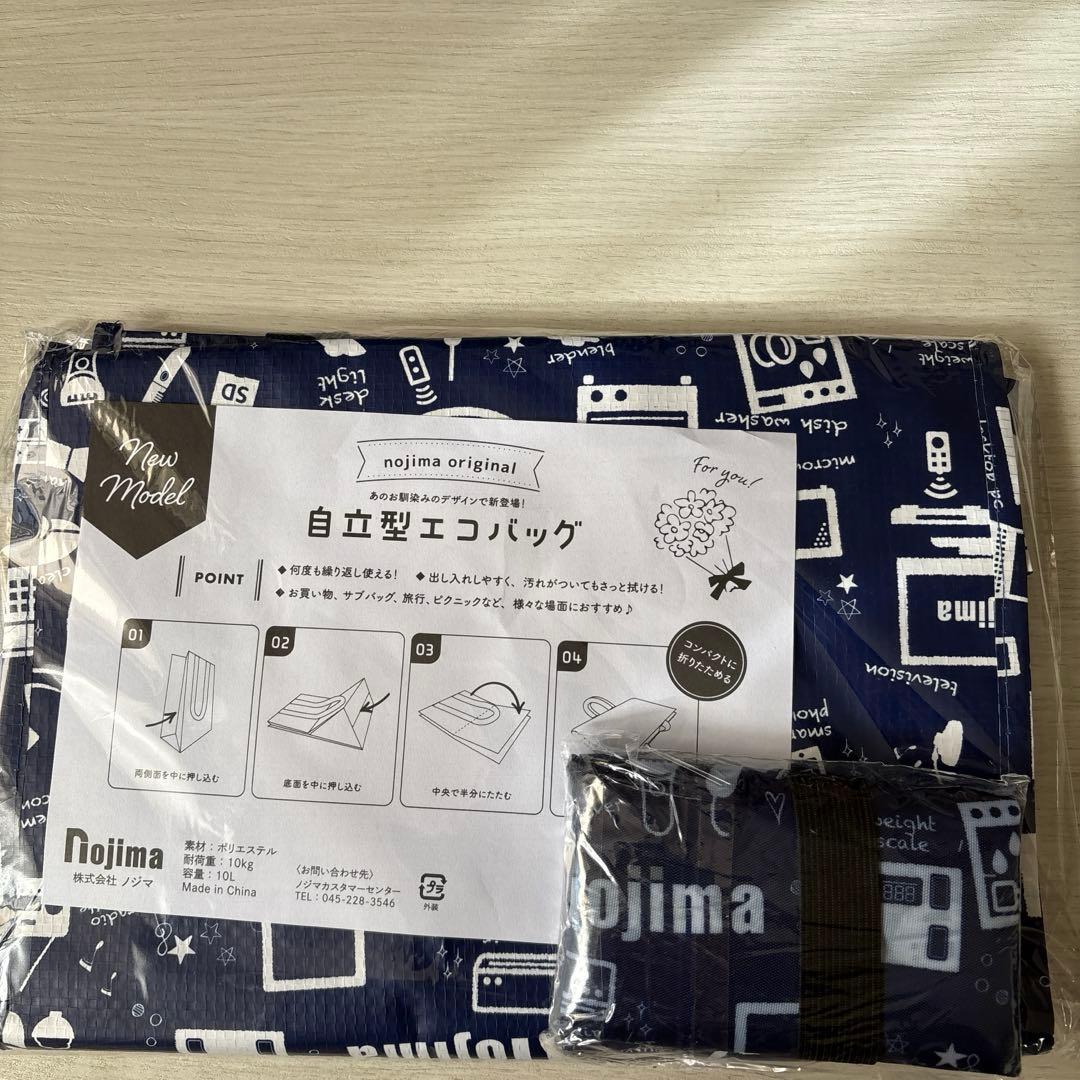 blender
desk
light
SD
dish washer
weight
scale
New
Model
nojima original
For you!
あのお馴染みのデザインで新登場！
自立型エコバッグ
POINT
◆何度も繰り返し使える！ ◆出し入れしやすく、汚れがついてもさっと拭ける！
◆お買い物、サブバッグ、旅行、ピクニックなど、様々な場面におすすめ♪
01
02
03
04
コンパクトに
折りたためる
両側面を中に押し込む
底面を中に押し込む
中央で半分にたたむ
nojima
株式会社 ノジマ
素材：ポリエステル
耐荷重：10kg
容量：10L
Made in China
〈お問い合わせ先〉
ノジマカスタマーセンター
TEL：045-228-3546
プラ
外装
television
jima
radio
weight
scale
ojima
nojima